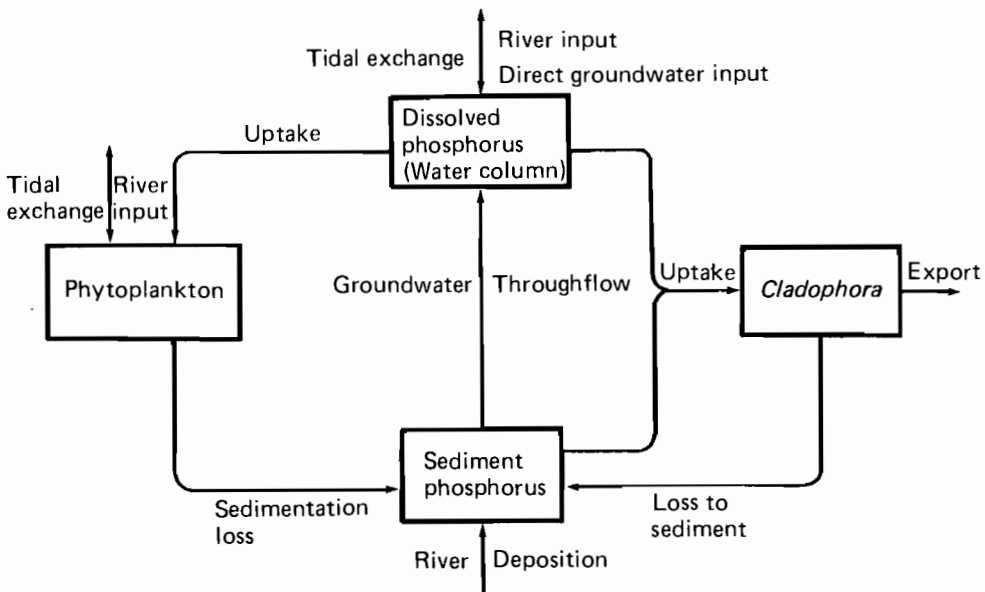 River input
Tidal exchange
Direct groundwater input
Dissolved
phosphorus
(Water column)
Uptake
Tidal
exchange
River
input
Phytoplankton
Groundwater
Throughflow
Uptake
Cladophora
Export
Sediment
phosphorus
Sedimentation
loss
Loss to
sediment
River
Deposition